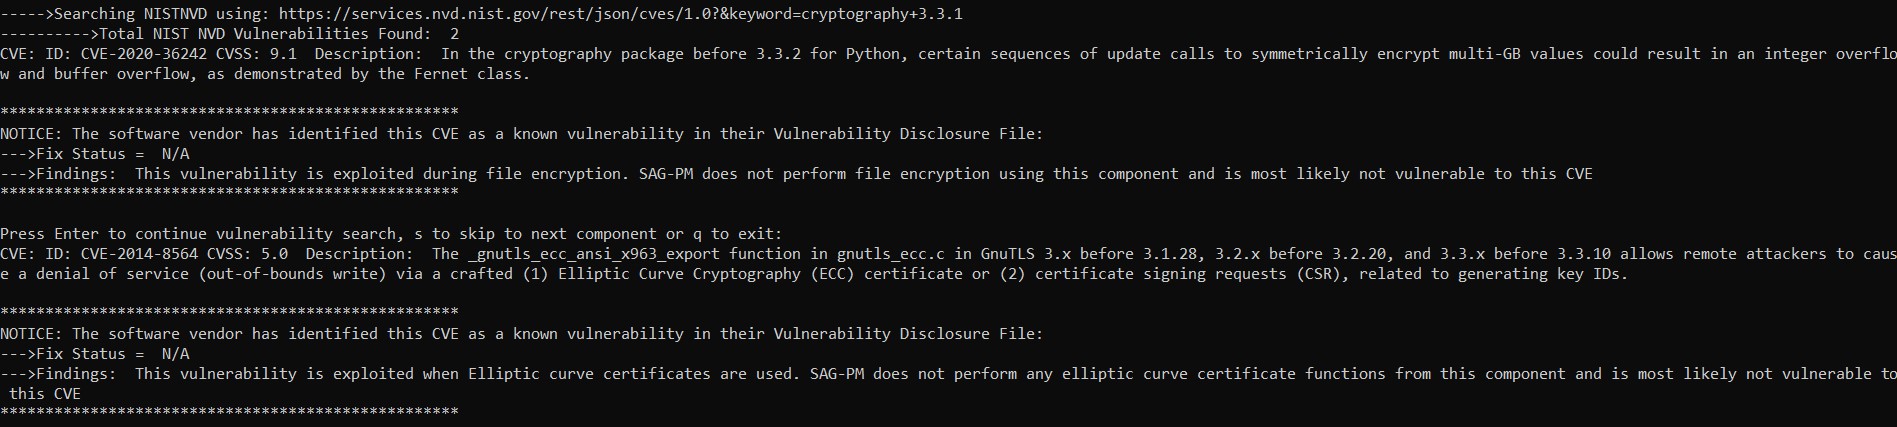 ----->Searching NISTNVD using: https://services.nvd.nist.gov/rest/json/cves/1.0?&keyword=cryptography+3.3.1
---------->Total NIST NVD Vulnerabilities Found:  2
CVE: ID: CVE-2020-36242 CVSS: 9.1  Description:  In the cryptography package before 3.3.2 for Python, certain sequences of update calls to symmetrically encrypt multi-GB values could result in an integer overflo
w and buffer overflow, as demonstrated by the Fernet class.
***************************************************
NOTICE: The software vendor has identified this CVE as a known vulnerability in their Vulnerability Disclosure File:
--->Fix Status =  N/A
--->Findings:  This vulnerability is exploited during file encryption. SAG-PM does not perform file encryption using this component and is most likely not vulnerable to this CVE
***************************************************
Press Enter to continue vulnerability search, s to skip to next component or q to exit:
CVE: ID: CVE-2014-8564 CVSS: 5.0  Description:  The _gnutls_ecc_ansi_x963_export function in gnutls_ecc.c in GnuTLS 3.x before 3.1.28, 3.2.x before 3.2.20, and 3.3.x before 3.3.10 allows remote attackers to caus
e a denial of service (out-of-bounds write) via a crafted (1) Elliptic Curve Cryptography (ECC) certificate or (2) certificate signing requests (CSR), related to generating key IDs.
***************************************************
NOTICE: The software vendor has identified this CVE as a known vulnerability in their Vulnerability Disclosure File:
--->Fix Status =  N/A
--->Findings:  This vulnerability is exploited when Elliptic curve certificates are used. SAG-PM does not perform any elliptic curve certificate functions from this component and is most likely not vulnerable to
 this CVE
***************************************************